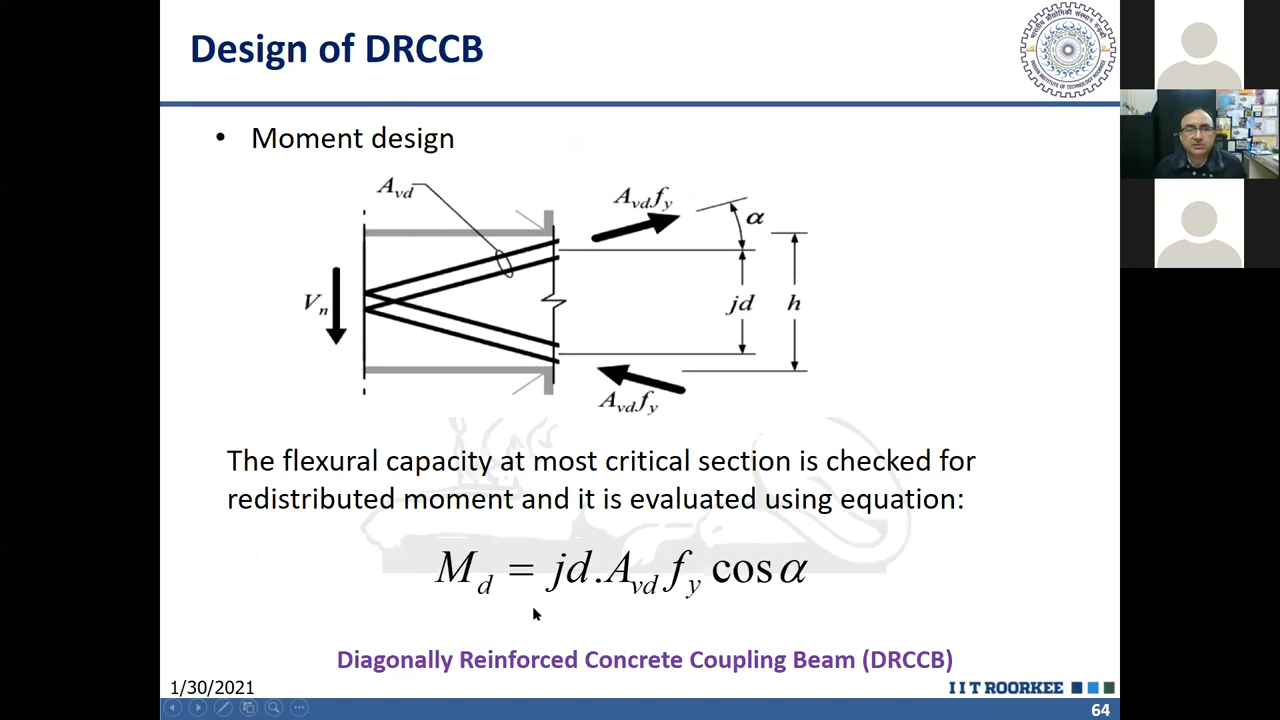 Design of DRCCB
• Moment design
A_vd
A_vd f_y
α
V_n
jd
h
A_vd f_y
The flexural capacity at most critical section is checked for
redistributed moment and it is evaluated using equation:
M_d = jd.A_vd f_y cos α
Diagonally Reinforced Concrete Coupling Beam (DRCCB)
1/30/2021
I I T ROORKEE
64